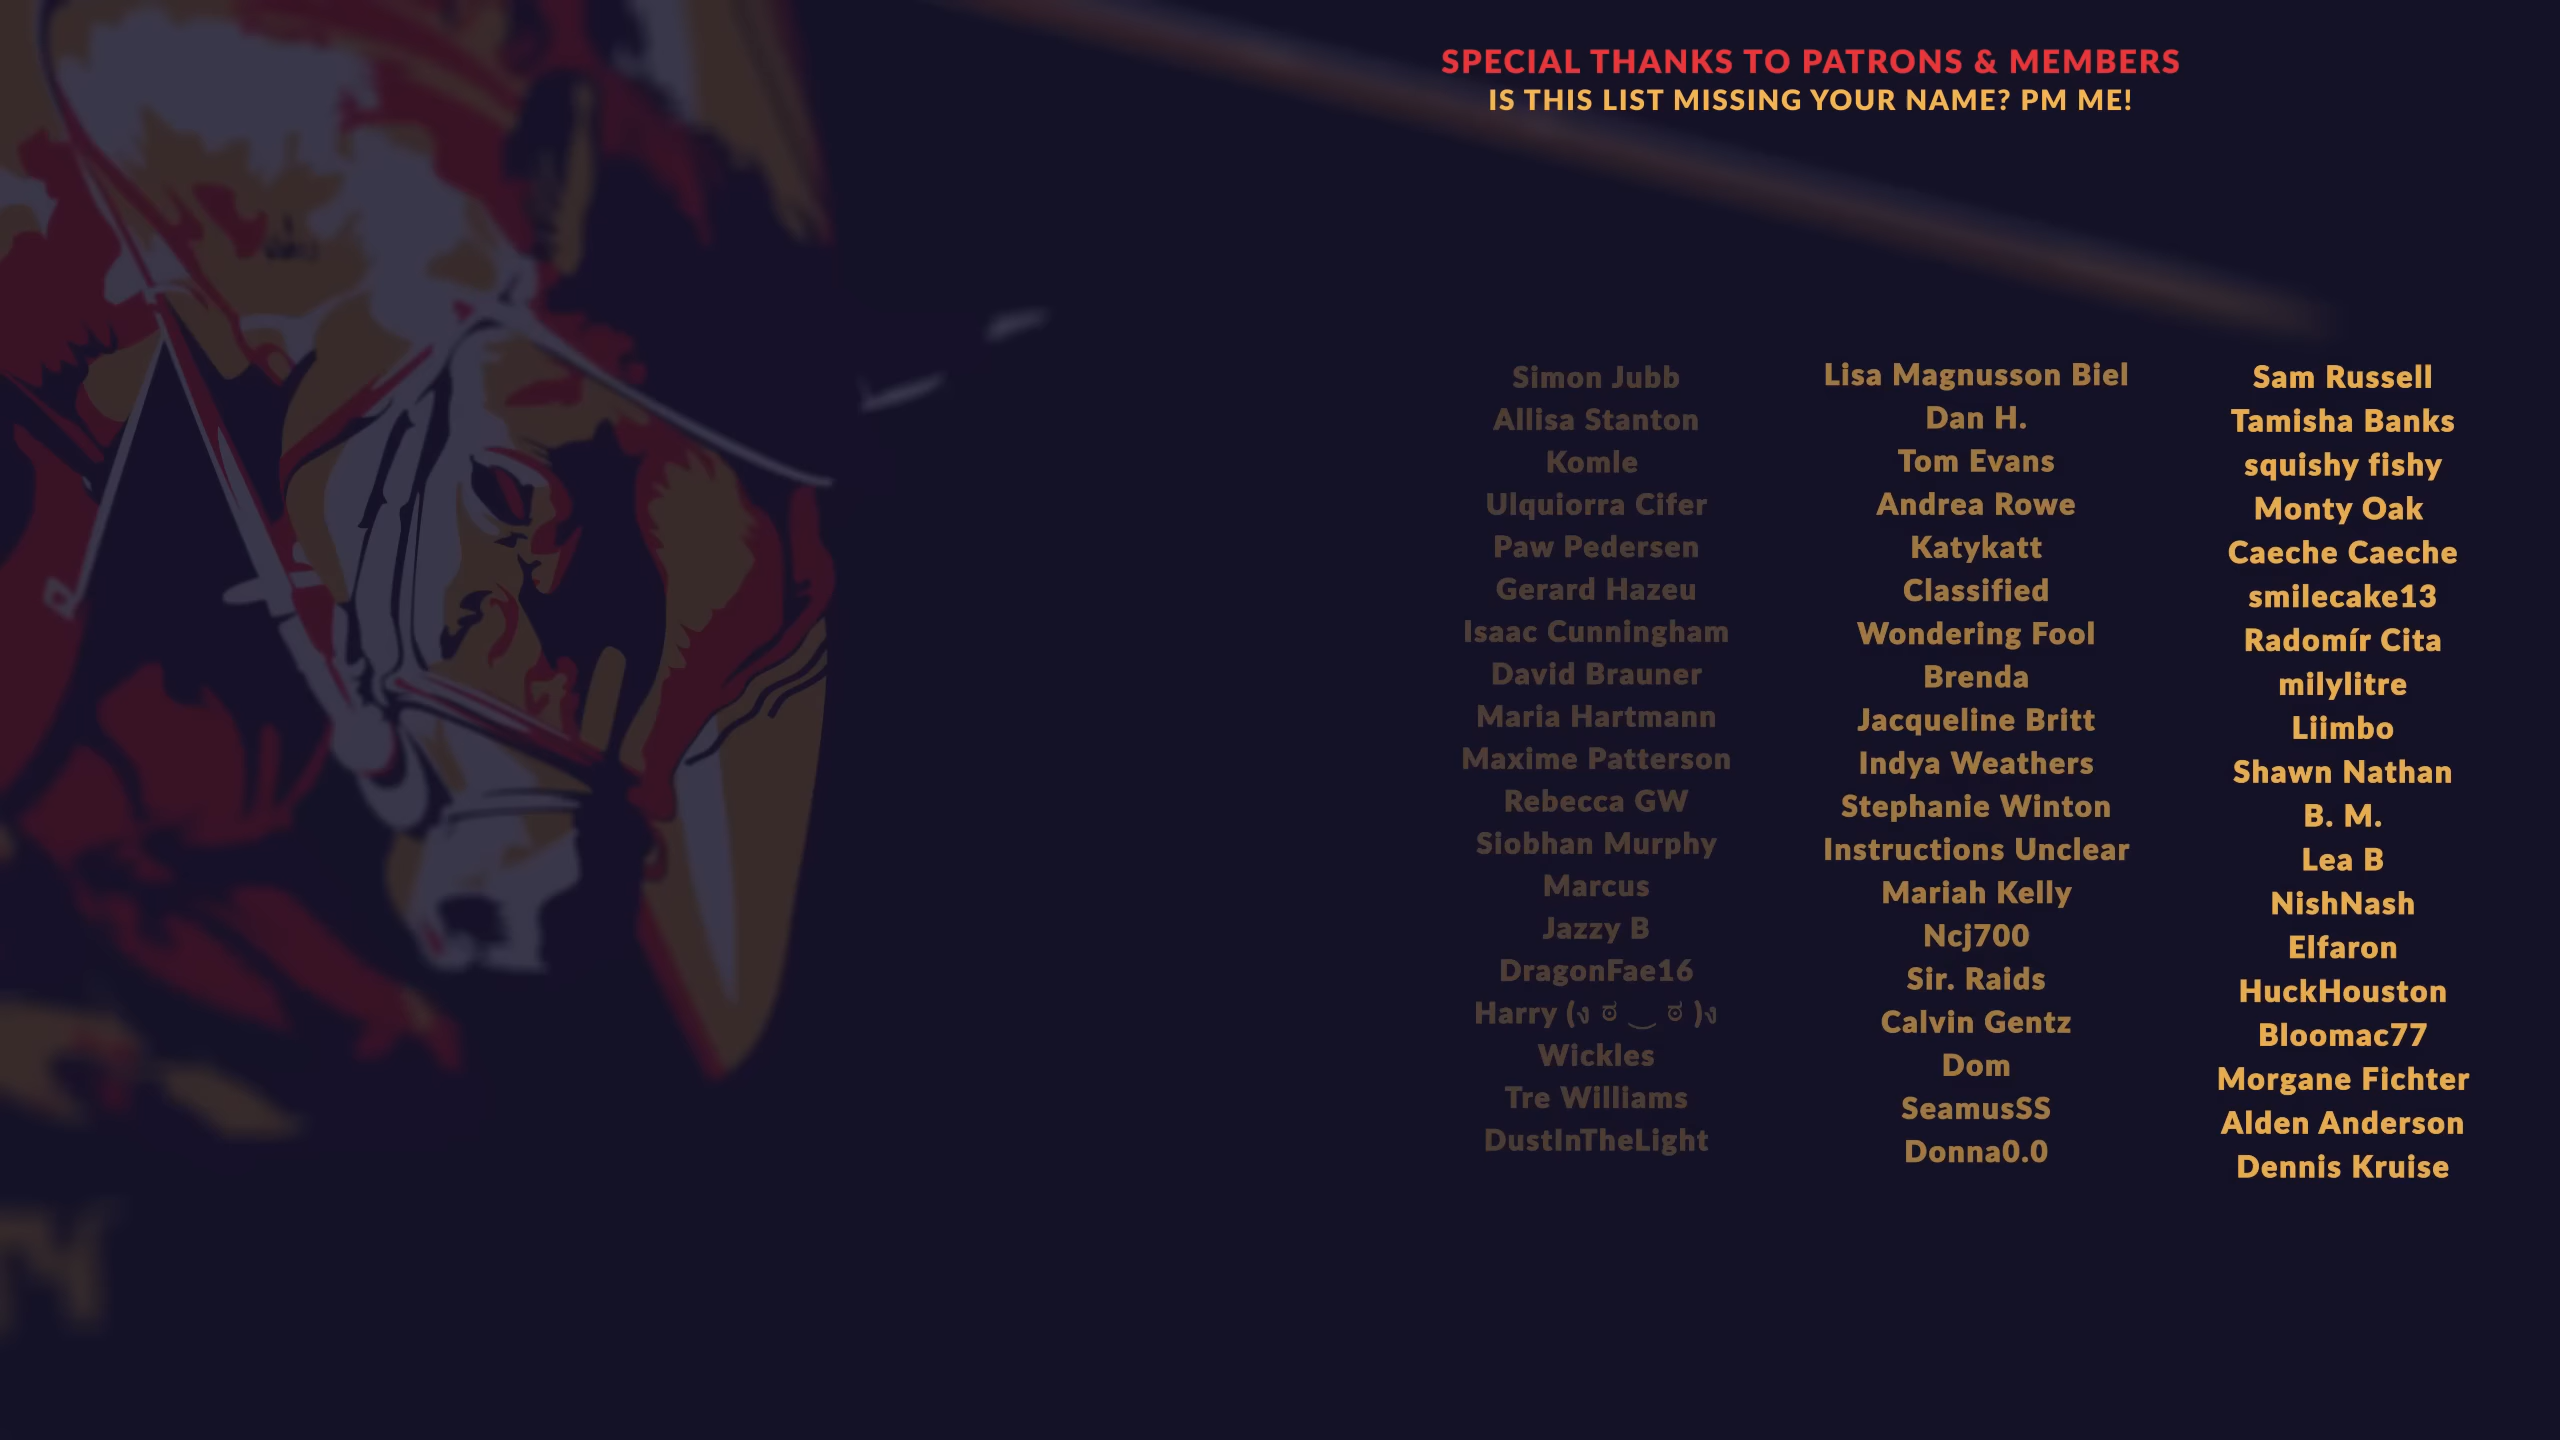 SPECIAL THANKS TO PATRONS & MEMBERS
IS THIS LIST MISSING YOUR NAME? PM ME!
Simon Jubb
Allisa Stanton
Komle
Ulquiorra Cifer
Paw Pedersen
Gerard Hazeu
Isaac Cunningham
David Brauner
Maria Hartmann
Maxime Patterson
Rebecca GW
Siobhan Murphy
Marcus
Jazzy B
DragonFae16
Harry (ง ಠ ‿ ಠ )ง
Wickles
Tre Williams
DustInTheLight
Lisa Magnusson Biel
Dan H.
Tom Evans
Andrea Rowe
Katykatt
Classified
Wondering Fool
Brenda
Jacqueline Britt
Indya Weathers
Stephanie Winton
Instructions Unclear
Mariah Kelly
Ncj700
Sir. Raids
Calvin Gentz
Dom
SeamusSS
Donna0.0
Sam Russell
Tamisha Banks
squishy fishy
Monty Oak
Caeche Caeche
smilecake13
Radomír Cita
milylitre
Liimbo
Shawn Nathan
B. M.
Lea B
NishNash
Elfaron
HuckHouston
Bloomac77
Morgane Fichter
Alden Anderson
Dennis Kruise